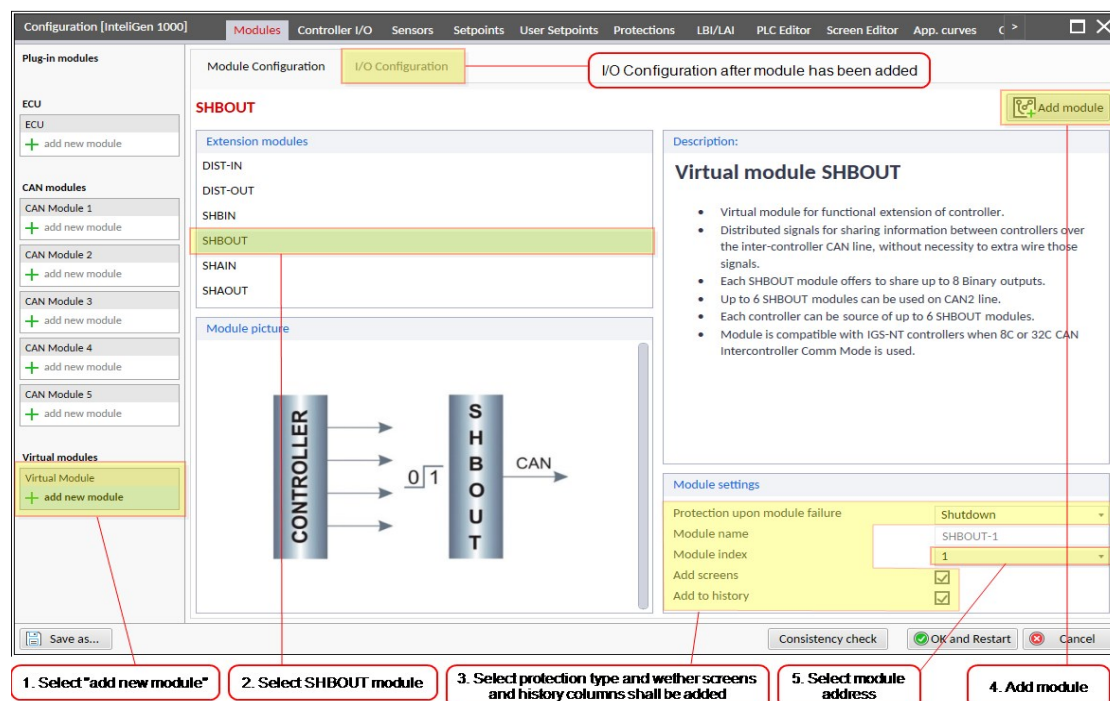 Configuration [InteliGen 1000]
Modules Controller I/O Sensors Setpoints User Setpoints Protections LBI/LAI PLC Editor Screen Editor App. curves >
Plug-in modules
Module Configuration I/O Configuration
I/O Configuration after module has been added
ECU
ECU
+ add new module
CAN modules
CAN Module 1
+ add new module
CAN Module 2
+ add new module
CAN Module 3
+ add new module
CAN Module 4
+ add new module
CAN Module 5
+ add new module
Virtual modules
Virtual Module
+ add new module
SHBOUT
Add module
Extension modules
DIST-IN
DIST-OUT
SHBIN
SHBOUT
SHAIN
SHAOUT
Module picture
CONTROLLER
0 1
SHBOUT
CAN
Description:
Virtual module SHBOUT
• Virtual module for functional extension of controller.
• Distributed signals for sharing information between controllers over
the inter-controller CAN line, without necessity to extra wire those
signals.
• Each SHBOUT module offers to share up to 8 Binary outputs.
• Up to 6 SHBOUT modules can be used on CAN2 line.
• Each controller can be source of up to 6 SHBOUT modules.
• Module is compatible with IGS-NT controllers when 8C or 32C CAN
Intercontroller Comm Mode is used.
Module settings
Protection upon module failure Shutdown
Module name SHBOUT-1
Module index 1
Add screens
Add to history
Save as...
Consistency check OK and Restart Cancel
1. Select "add new module"
2. Select SHBOUT module
3. Select protection type and wether screens
and history columns shall be added
5. Select module
address
4. Add module